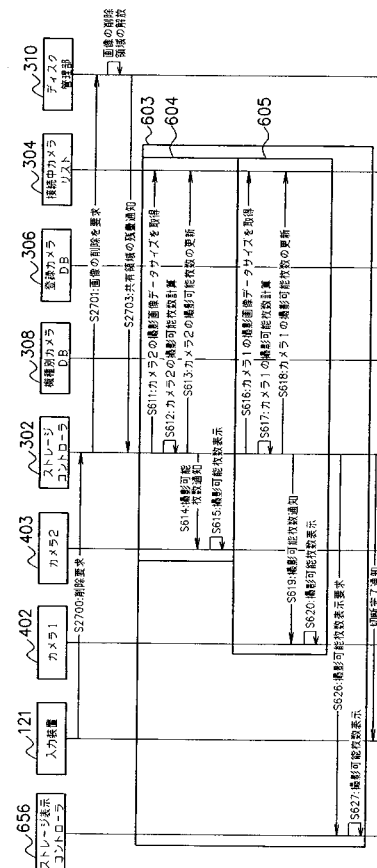 656
ストレージ表示
コントローラ
121
入力装置
402
カメラ1
403
カメラ2
302
ストレージ
コントローラ
308
機種別カメラ
DB
306
登録カメラ
DB
304
接続中カメラ
リスト
310
ディスク
管理部
S2700:削除要求
S2701:画像の削除を要求
画像の削除
領域の解放
S2703:共有領域の残量通知
603
604
S611:カメラ2の撮影画像データサイズを取得
S612:カメラ2の撮影可能枚数計算
S613:カメラ2の撮影可能枚数の更新
S614:撮影可能
枚数通知
S615:撮影可能枚数表示
605
S616:カメラ1の撮影画像データサイズを取得
S617:カメラ1の撮影可能枚数計算
S618:カメラ1の撮影可能枚数の更新
S619:撮影可能枚数通知
S620:撮影可能枚数表示
S626:撮影可能枚数表示要求
S627:撮影可能枚数表示
切断完了通知